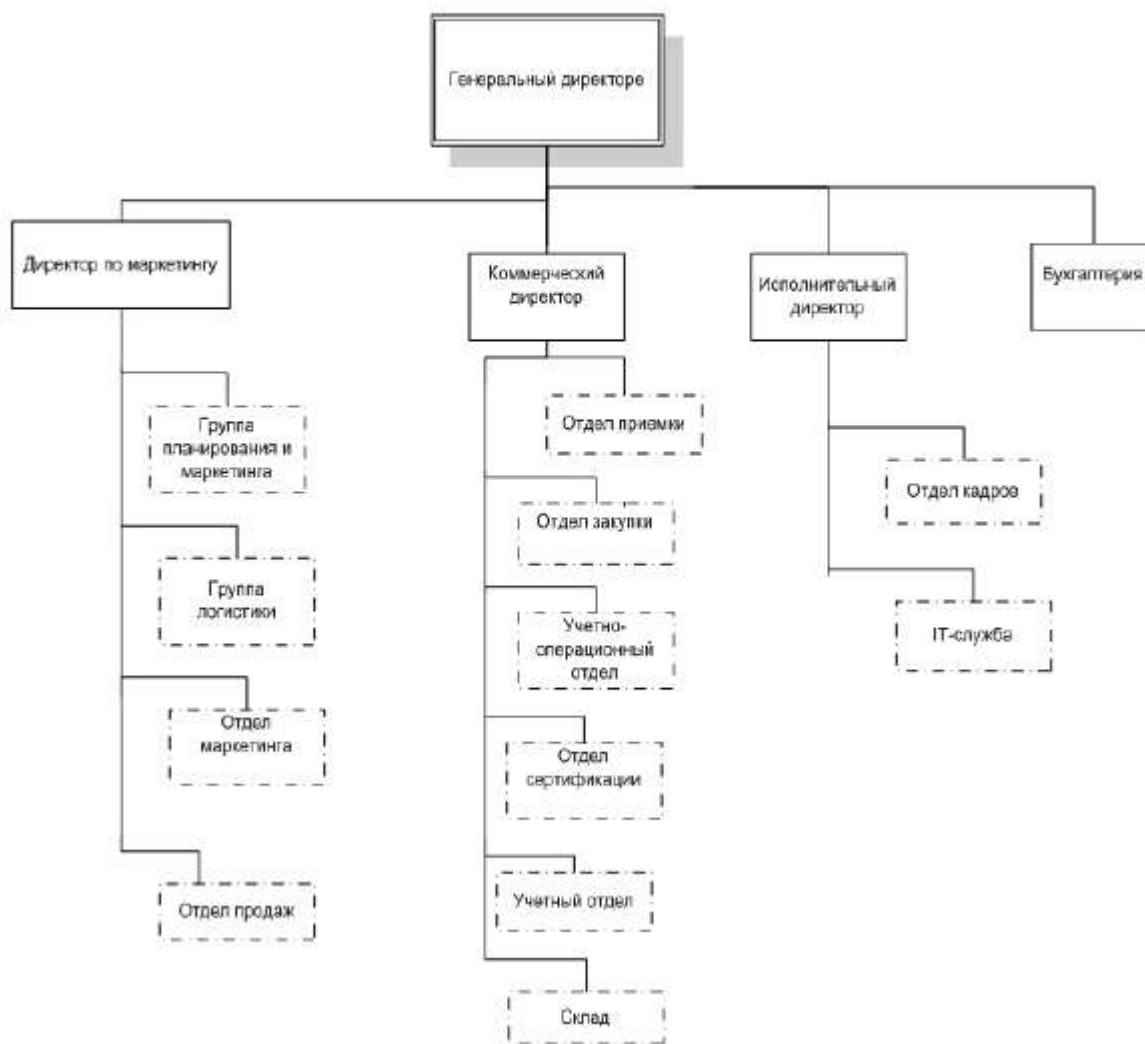 Генеральный директоре
Директор по маркетингу
Коммерческий
директор
Исполнительный
директор
Бухгалтерия
Группа
планирования и
маркетинга
Группа
логистики
Отдел
маркетинга
Отдел продаж
Отдел приемки
Отдел закупки
Учетно-
операционный
отдел
Отдел
сертификации
Учетный отдел
Склад
Отдел кадров
IT-служба